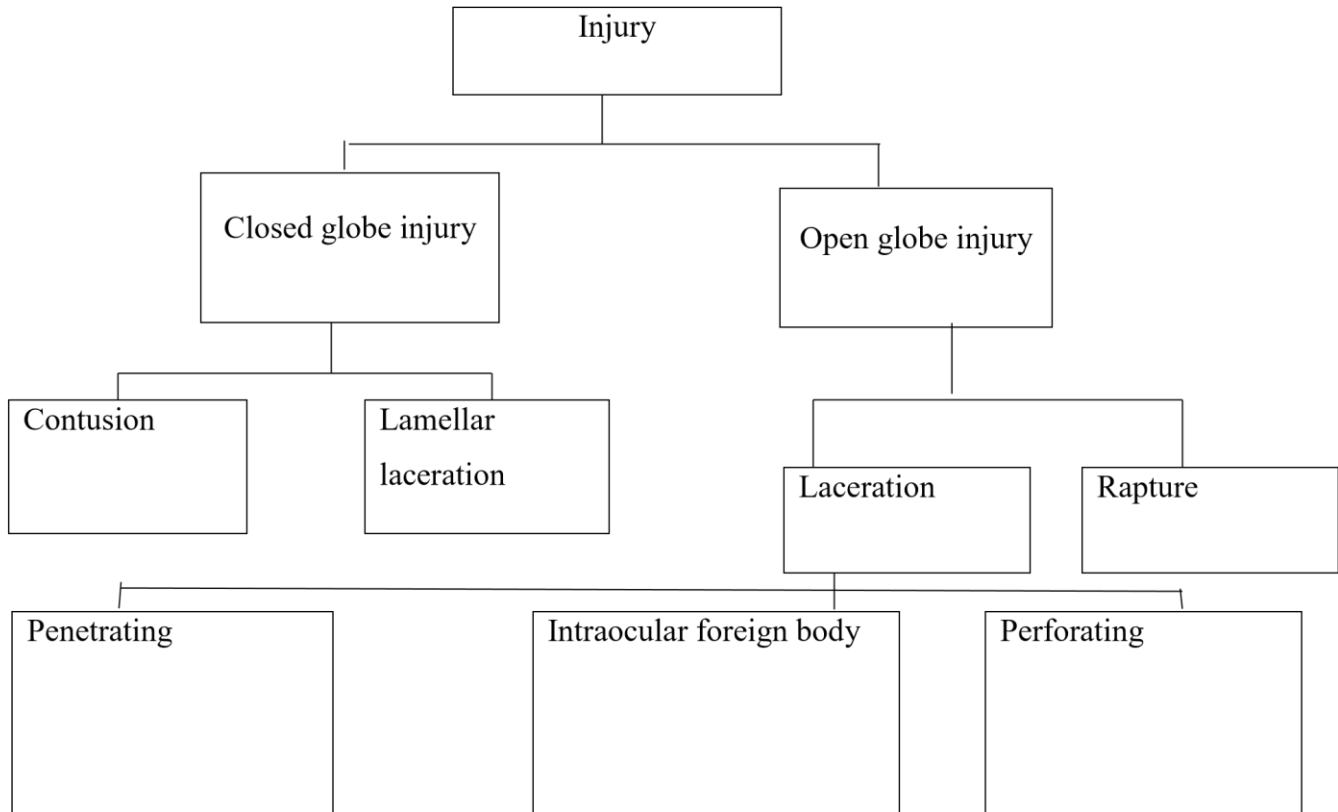 Injury
Closed globe injury
Open globe injury
Contusion
Lamellar
laceration
Laceration
Rapture
Penetrating
Intraocular foreign body
Perforating